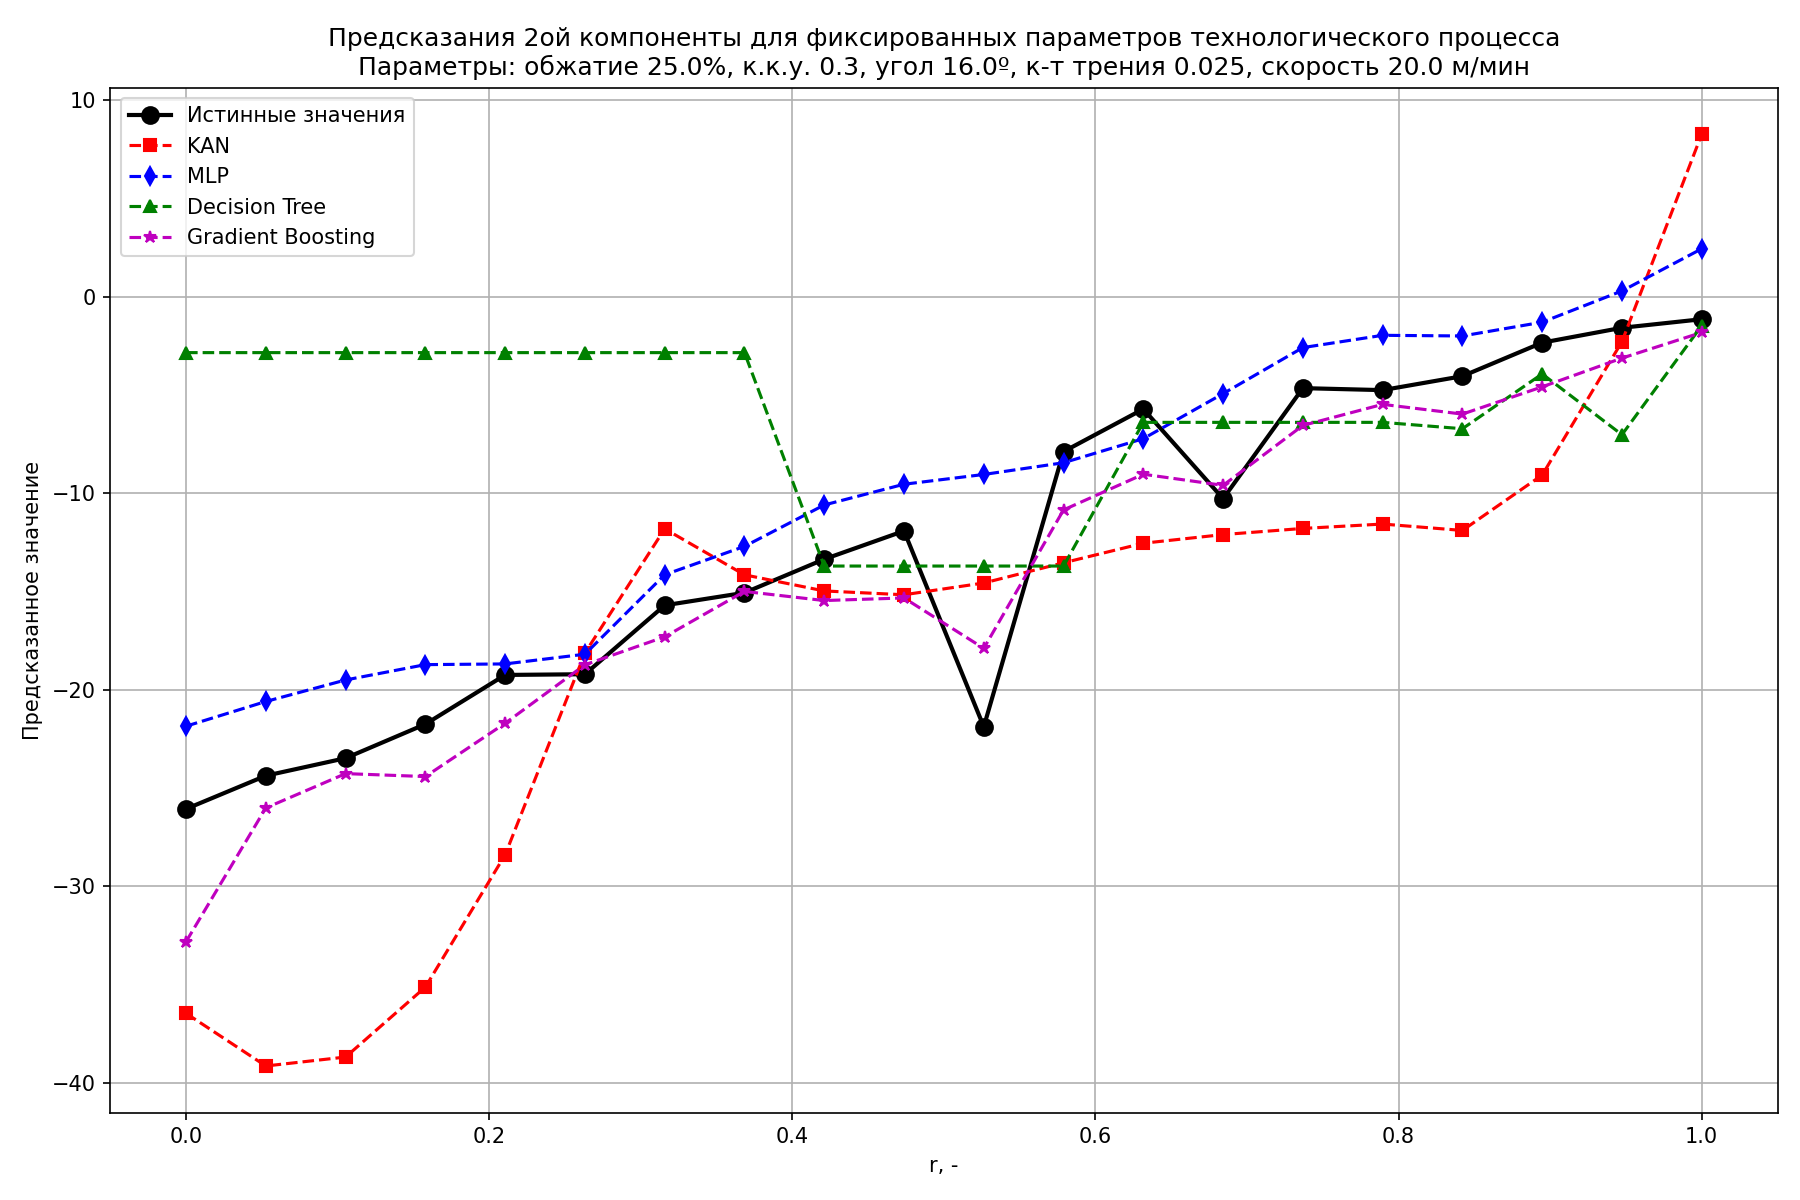 Предсказания 2ой компоненты для фиксированных параметров технологического процесса
Параметры: обжатие 25.0%, к.к.у. 0.3, угол 16.0º, к-т трения 0.025, скорость 20.0 м/мин
Истинные значения
KAN
MLP
Decision Tree
Gradient Boosting
Предсказанное значение
10
0
−10
−20
−30
−40
0.0
0.2
0.4
0.6
0.8
1.0
r, -